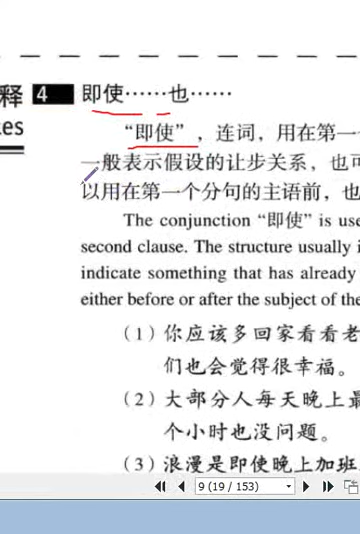 释 4 即使……也……
“即使”，连词，用在第一
一般表示假设的让步关系，也可
以用在第一个分句的主语前，也
The conjunction “即使” is use
second clause. The structure usually i
indicate something that has already
either before or after the subject of the
(1) 你应该多回家看看老
们也会觉得很幸福。
(2) 大部分人每天晚上最
个小时也没问题。
(3) 浪漫是即使晚上加班
9 (19 / 153)